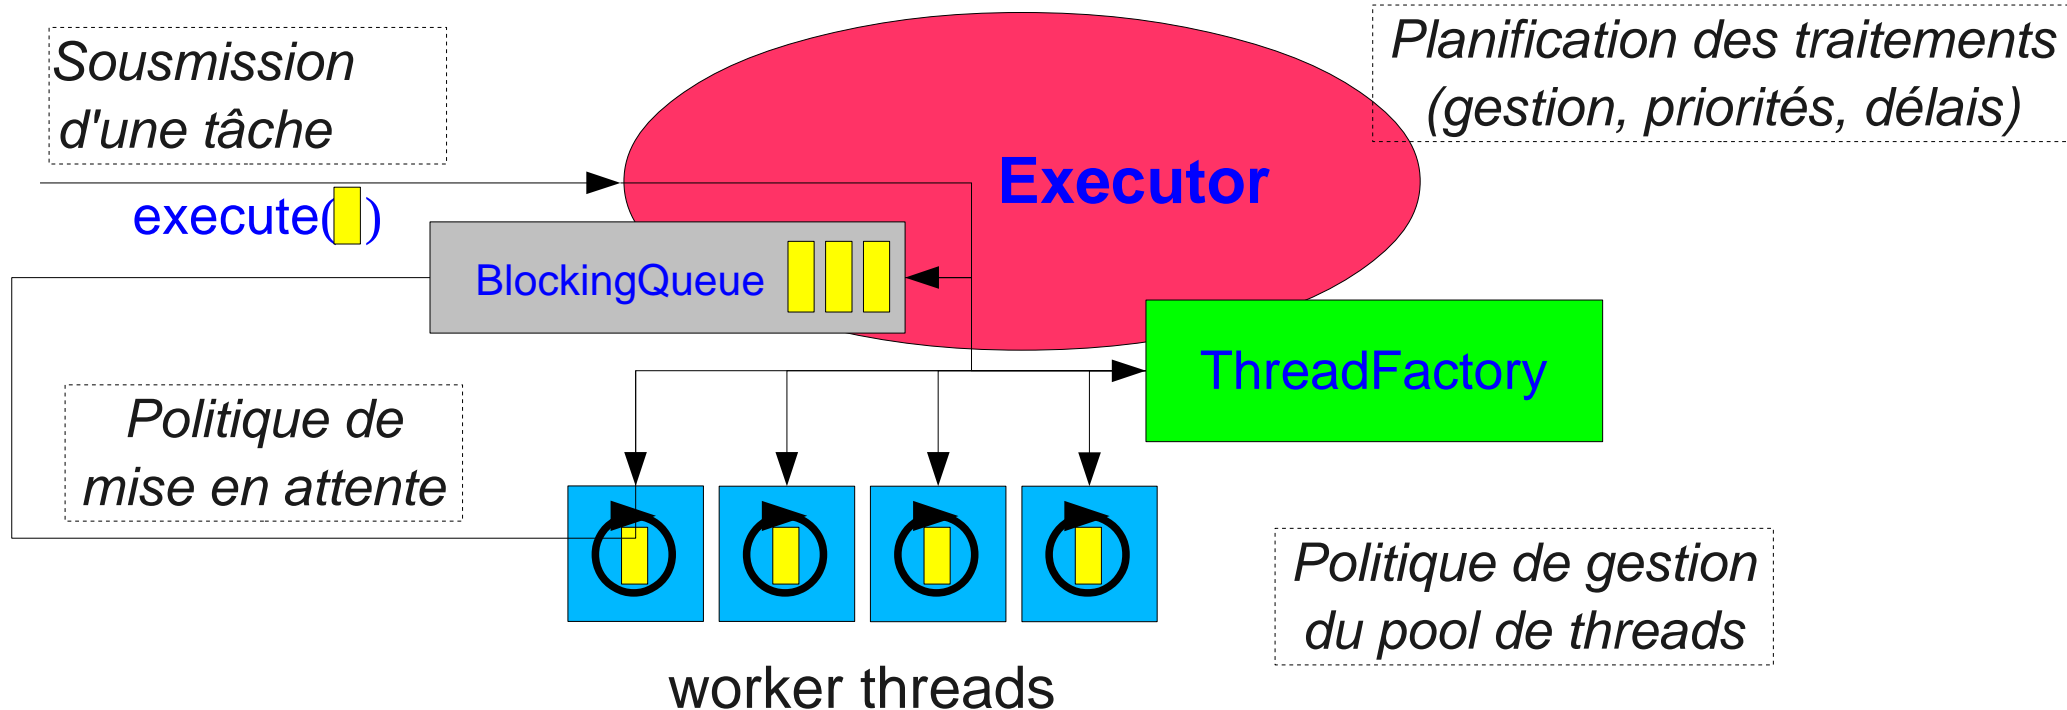 Sousmission
d'une tâche
Planification des traitements
(gestion, priorités, délais)
Executor
execute( )
BlockingQueue
ThreadFactory
Politique de
mise en attente
Politique de gestion
du pool de threads
worker threads